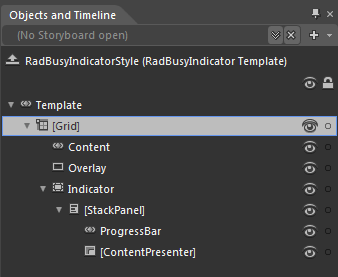 Objects and Timeline
(No Storyboard open)
RadBusyIndicatorStyle (RadBusyIndicator Template)
Template
[Grid]
Content
Overlay
Indicator
[StackPanel]
ProgressBar
[ContentPresenter]